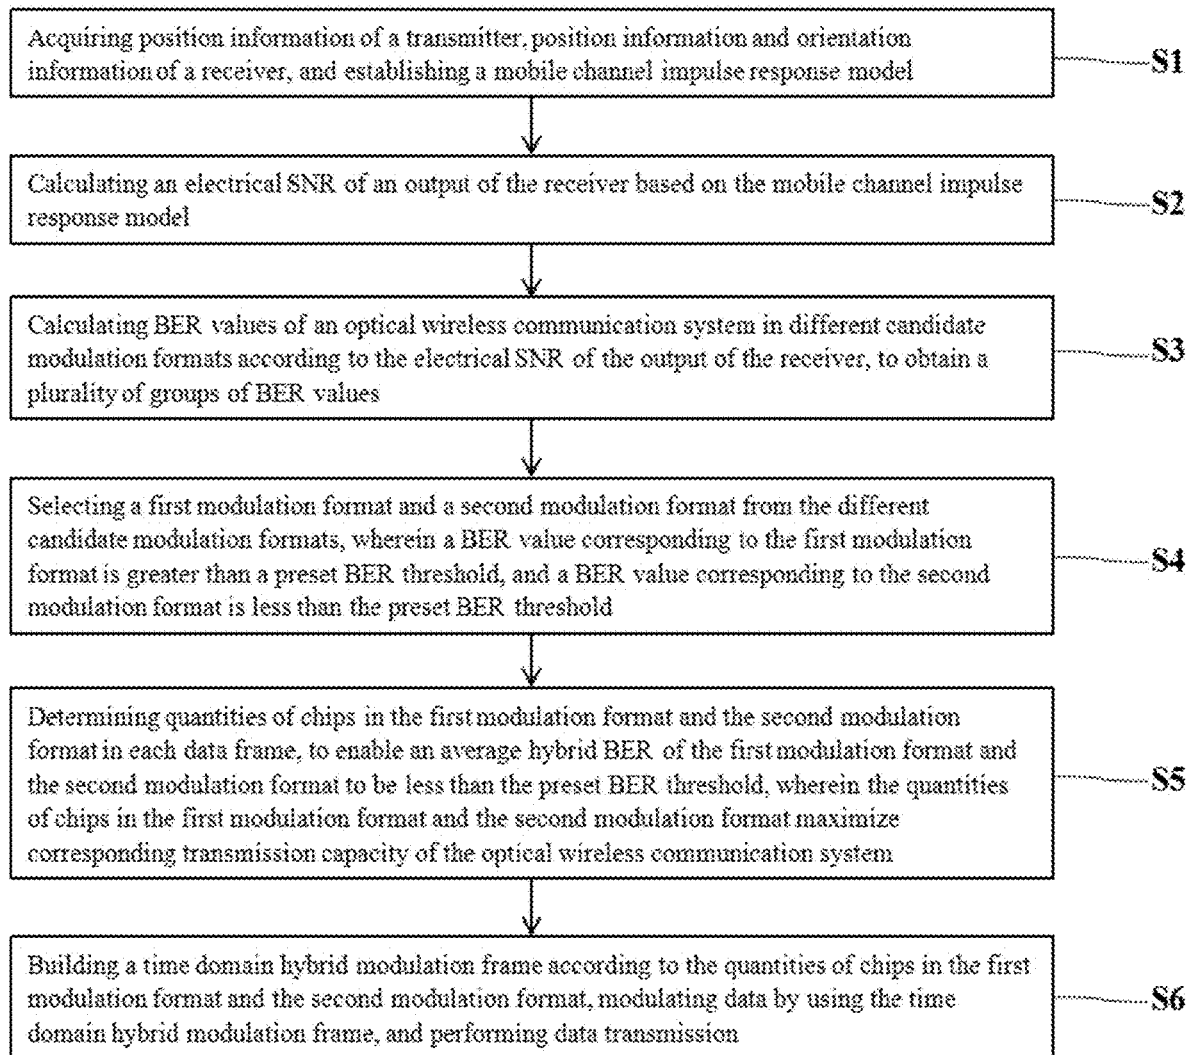 Acquiring position information of a transmitter, position information and orientation
information of a receiver, and establishing a mobile channel impulse response model
S1
Calculating an electrical SNR of an output of the receiver based on the mobile channel impulse
response model
S2
Calculating BER values of an optical wireless communication system in different candidate
modulation formats according to the electrical SNR of the output of the receiver, to obtain a
plurality of groups of BER values
S3
Selecting a first modulation format and a second modulation format from the different
candidate modulation formats, wherein a BER value corresponding to the first modulation
format is greater than a preset BER threshold, and a BER value corresponding to the second
modulation format is less than the preset BER threshold
S4
Determining quantities of chips in the first modulation format and the second modulation
format in each data frame, to enable an average hybrid BER of the first modulation format and
the second modulation format to be less than the preset BER threshold, wherein the quantities
of chips in the first modulation format and the second modulation format maximize
corresponding transmission capacity of the optical wireless communication system
S5
Building a time domain hybrid modulation frame according to the quantities of chips in the first
modulation format and the second modulation format, modulating data by using the time
domain hybrid modulation frame, and performing data transmission
S6